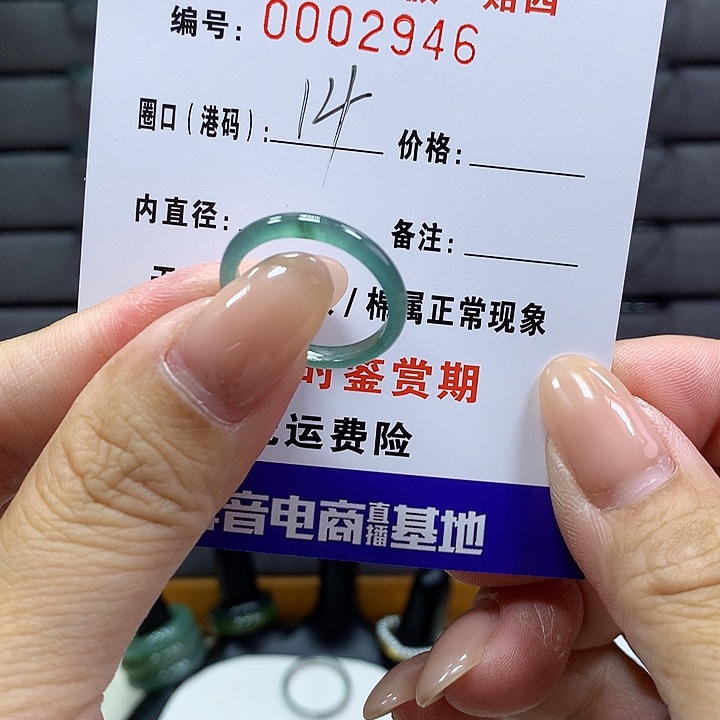 编号: 0002946
圈口(港码): 14 价格:
内直径: 备注:
/棉属正常现象
时鉴赏期
运费险
音电商直播基地